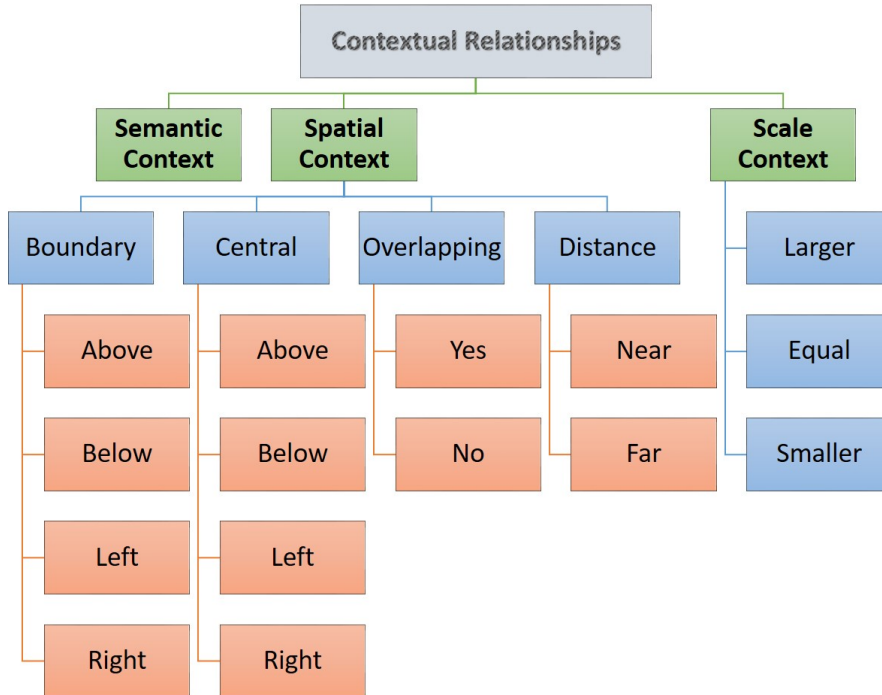 Contextual Relationships
Semantic
Context
Spatial
Context
Scale
Context
Boundary
Central
Overlapping
Distance
Larger
Above
Above
Yes
Near
Equal
Below
Below
No
Far
Smaller
Left
Left
Right
Right